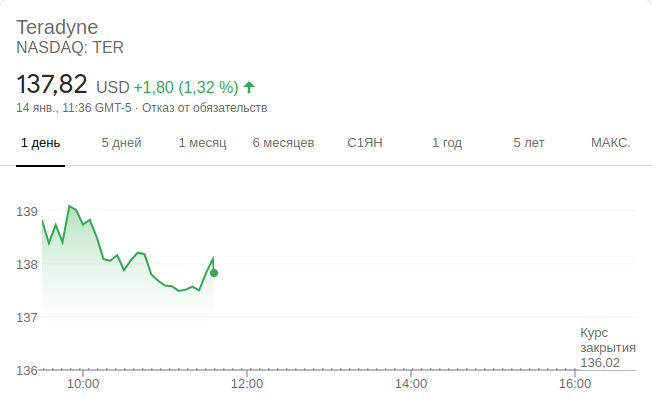 Teradyne
NASDAQ: TER
137,82 USD +1,80 (1,32 %)
14 янв., 11:36 GMT-5 · Отказ от обязательств
1 день 5 дней 1 месяц 6 месяцев С1ЯН 1 год 5 лет МАКС.
139
138
137
136
Курс
закрытия
136,02
10:00 12:00 14:00 16:00